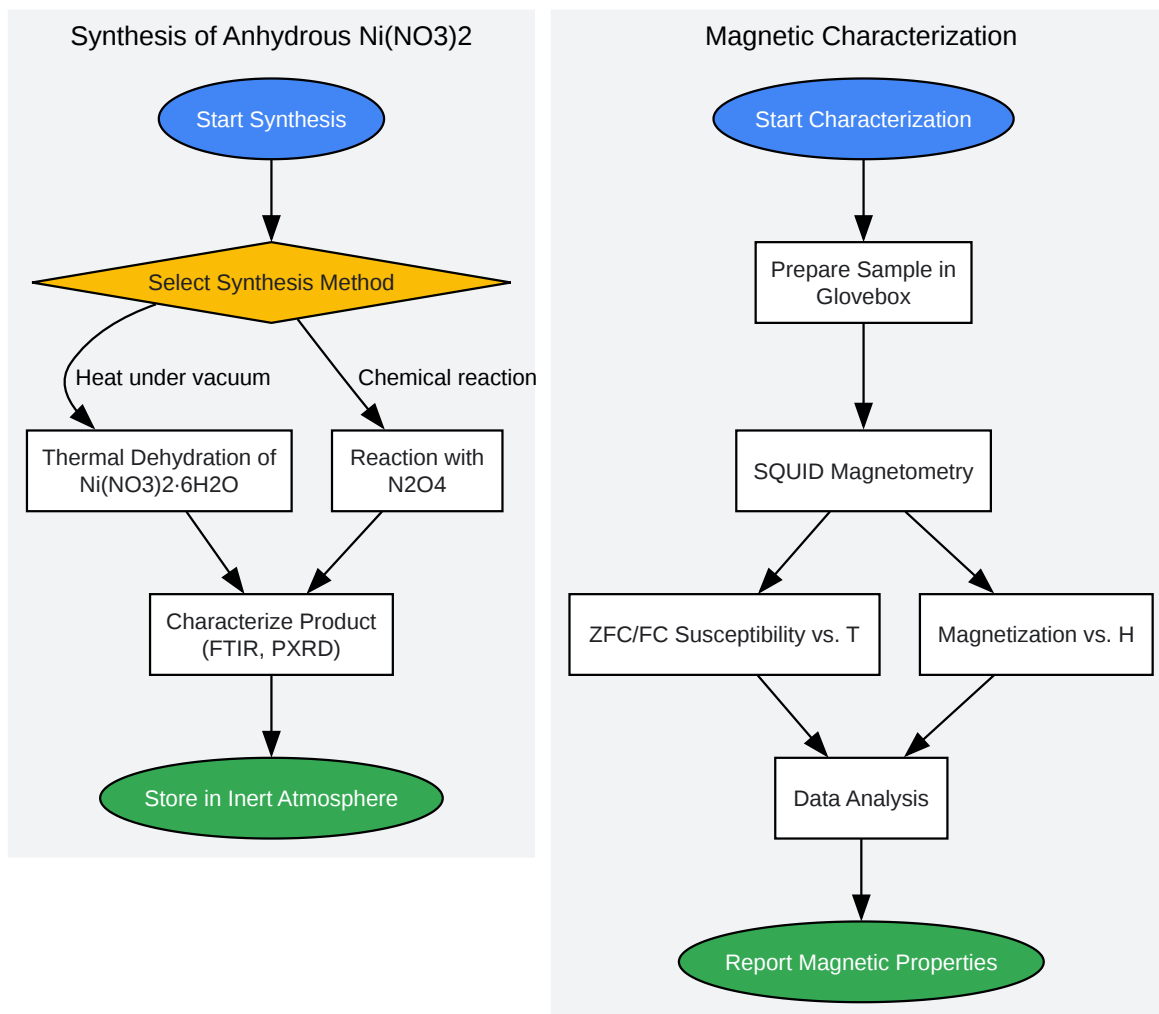 Synthesis of Anhydrous Ni(NO3)2
Start Synthesis
Select Synthesis Method
Heat under vacuum
Chemical reaction
Thermal Dehydration of
Ni(NO3)2·6H2O
Reaction with
N2O4
Characterize Product
(FTIR, PXRD)
Store in Inert Atmosphere
Magnetic Characterization
Start Characterization
Prepare Sample in
Glovebox
SQUID Magnetometry
ZFC/FC Susceptibility vs. T
Magnetization vs. H
Data Analysis
Report Magnetic Properties